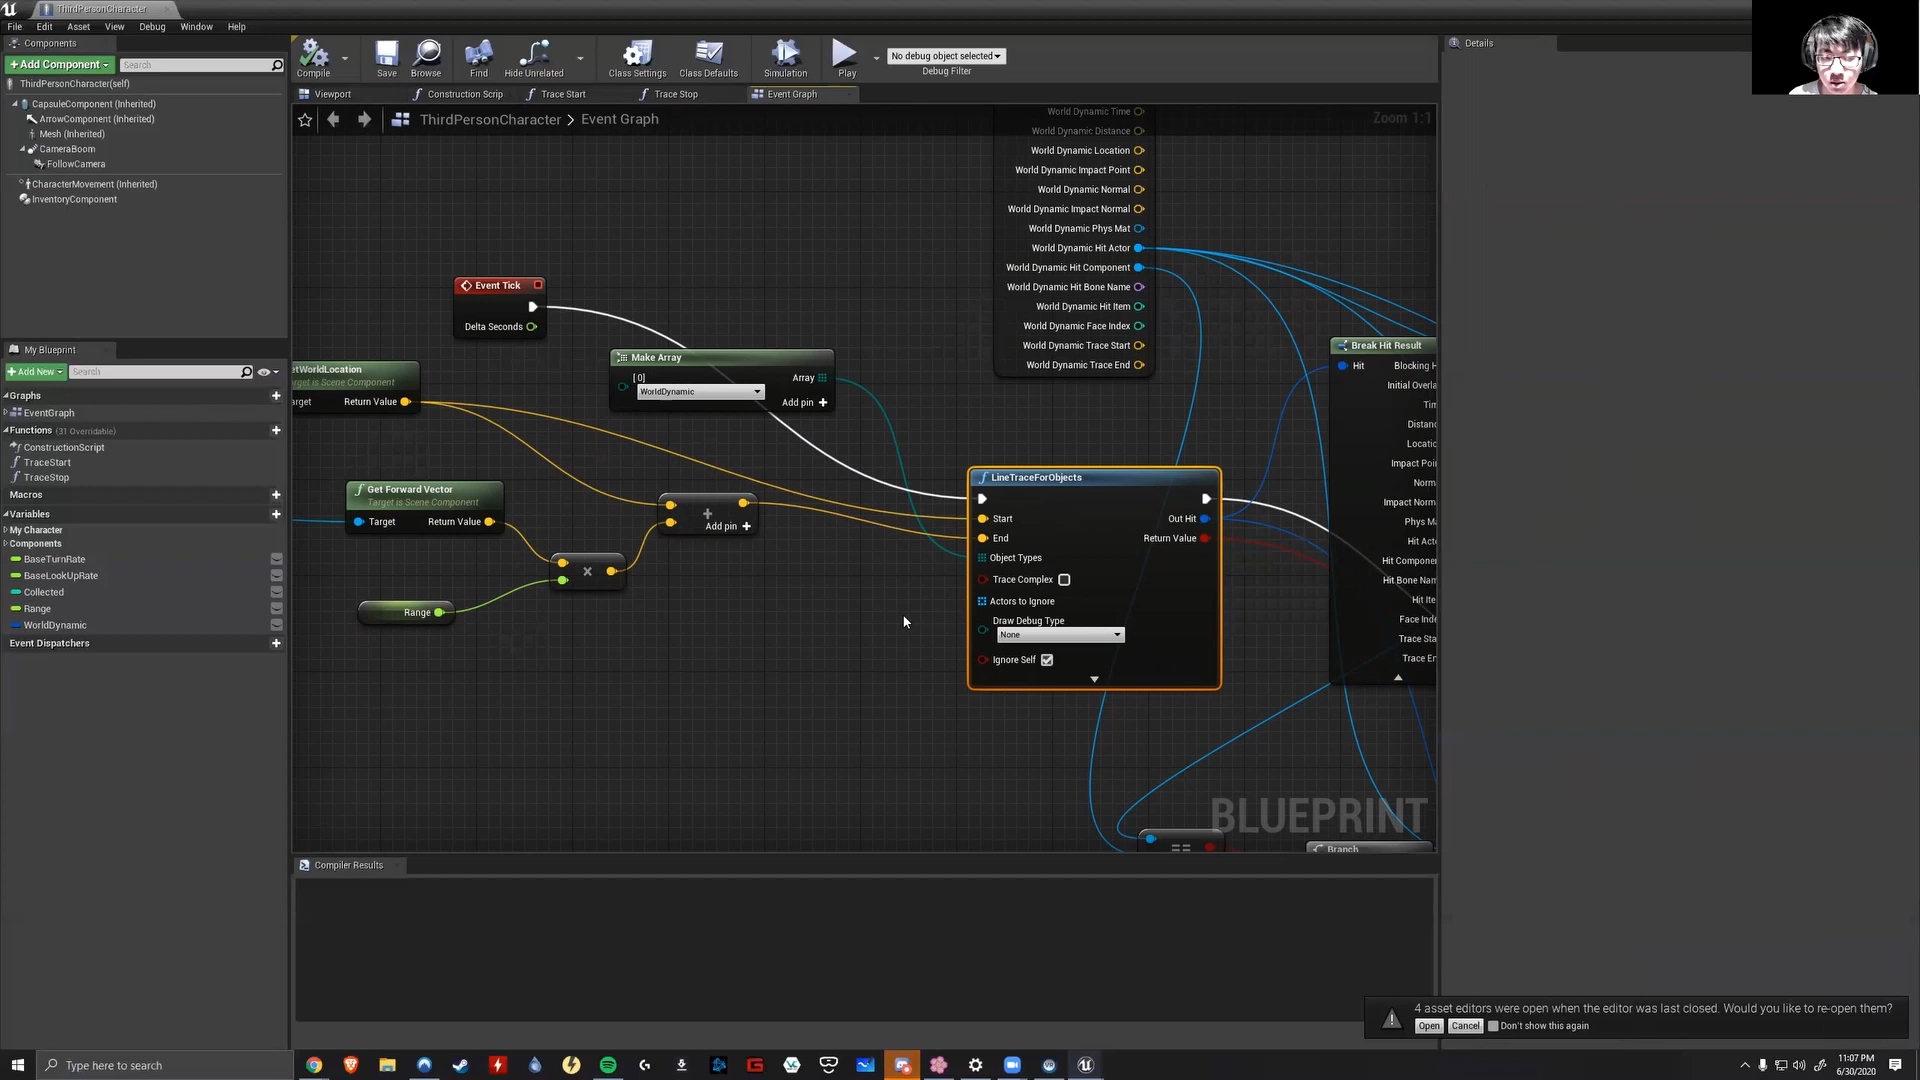 ThirdPersonCharacter
File Edit Asset View Debug Window Help
Components
+Add Component
Search
ThirdPersonCharacter(self)
CapsuleComponent (Inherited)
ArrowComponent (Inherited)
Mesh (Inherited)
CameraBoom
FollowCamera
CharacterMovement (Inherited)
InventoryComponent
My Blueprint
+Add New
Search
Graphs
EventGraph
Functions (31 Overridable)
ConstructionScript
TraceStart
TraceStop
Macros
Variables
My Character
Components
BaseTurnRate
BaseLookUpRate
Collected
Range
WorldDynamic
Event Dispatchers
Compile
Save
Browse
Find
Hide Unrelated
Class Settings
Class Defaults
Simulation
Play
No debug object selected
Debug Filter
Viewport
Construction Scrip
Trace Start
Trace Stop
Event Graph
ThirdPersonCharacter > Event Graph
Zoom 1:1
World Dynamic Time
World Dynamic Distance
World Dynamic Location
World Dynamic Impact Point
World Dynamic Normal
World Dynamic Impact Normal
World Dynamic Phys Mat
World Dynamic Hit Actor
World Dynamic Hit Component
World Dynamic Hit Bone Name
World Dynamic Hit Item
World Dynamic Face Index
World Dynamic Trace Start
World Dynamic Trace End
Event Tick
Delta Seconds
Make Array
[0]
WorldDynamic
Array
Add pin +
etWorldLocation
rget is Scene Component
arget
Return Value
Get Forward Vector
Target is Scene Component
Target
Return Value
+
Add pin +
×
Range
LineTraceForObjects
Start
Out Hit
End
Return Value
Object Types
Trace Complex
Actors to Ignore
Draw Debug Type
None
Ignore Self
Break Hit Result
Hit
Blocking H
Initial Overla
Tim
Distanc
Locatio
Impact Poin
Norma
Impact Norm
Phys Ma
Hit Acto
Hit Componen
Hit Bone Nam
Hit Ite
Face Inde
Trace Sta
Trace En
==
Branch
BLUEPRINT
Compiler Results
Details
4 asset editors were open when the editor was last closed. Would you like to re-open them?
Open
Cancel
Don't show this again
Type here to search
11:07 PM
6/30/2020